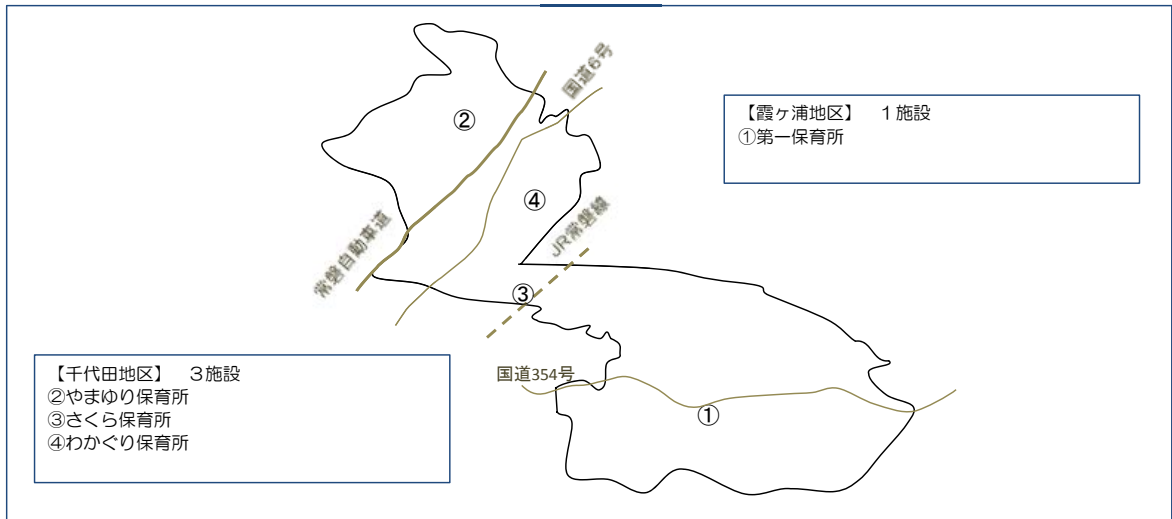 国道6号
②
【霞ヶ浦地区】　１施設
①第一保育所
④
JR常磐線
常磐自動車道
③
【千代田地区】　３施設
②やまゆり保育所
③さくら保育所
④わかぐり保育所
国道354号
①